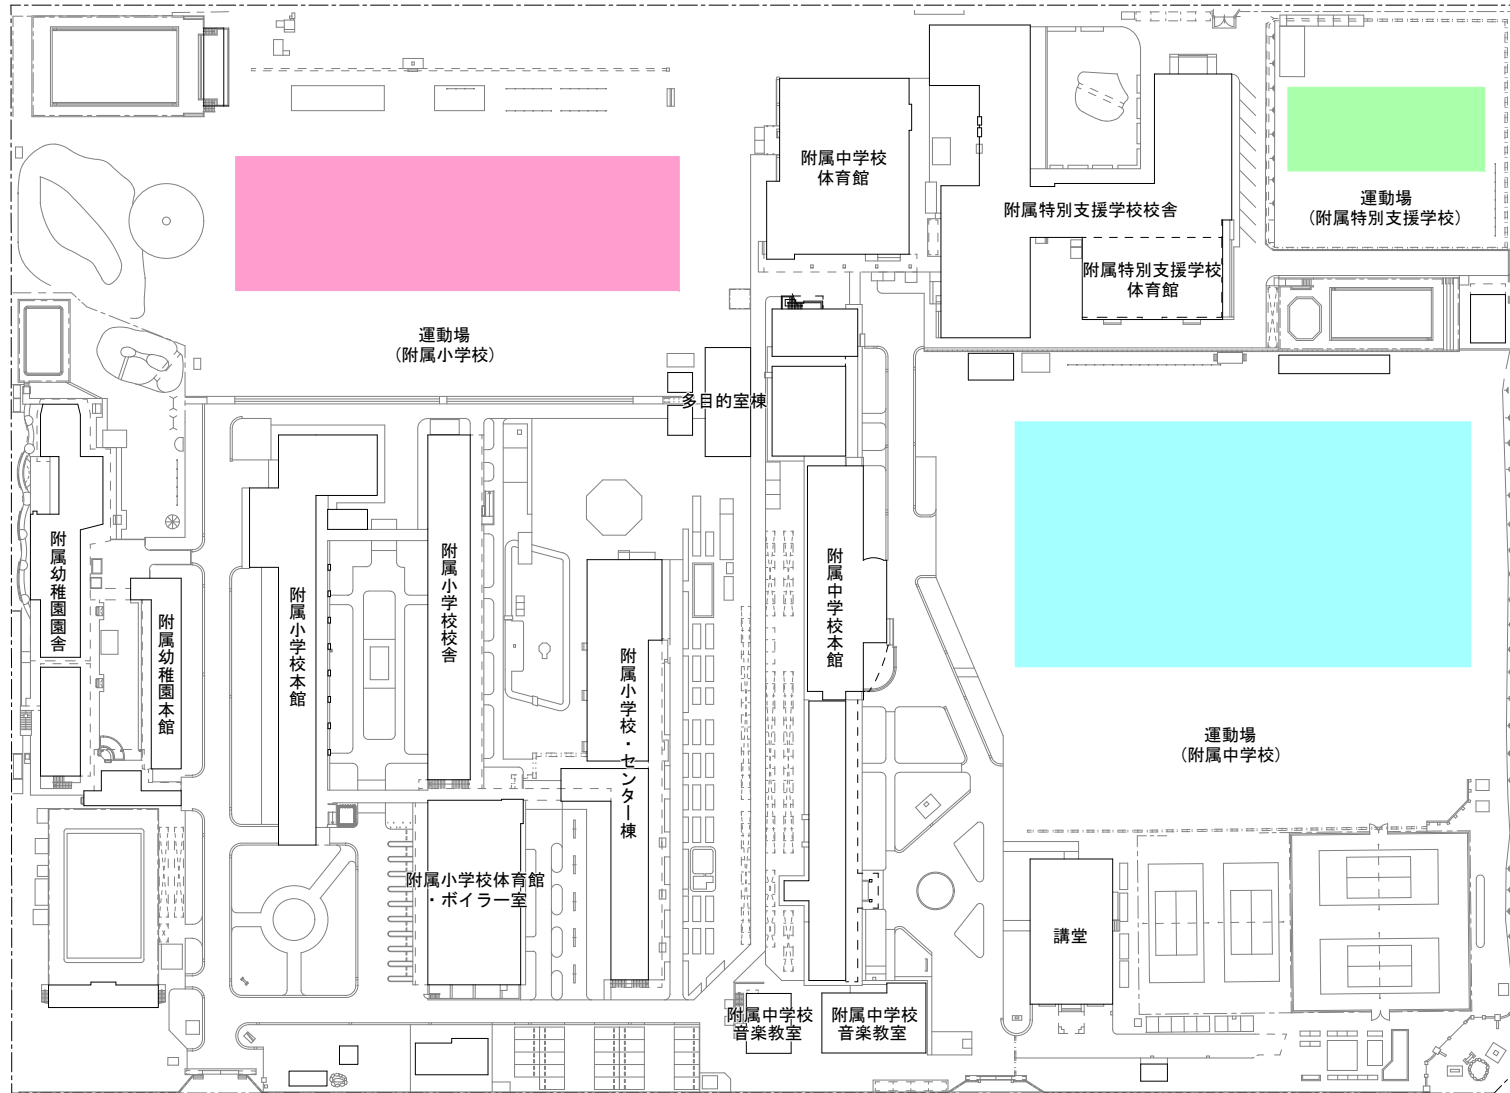 附属中学校
体育館
附属特別支援学校校舎
運動場
（附属特別支援学校）
附属特別支援学校
体育館
運動場
（附属小学校）
多目的室棟
附属幼稚園園舎
附属幼稚園本館
附属小学校本館
附属小学校校舎
附属小学校・センター棟
附属中学校本館
運動場
（附属中学校）
附属小学校体育館
・ボイラー室
講堂
附属中学校
音楽教室
附属中学校
音楽教室